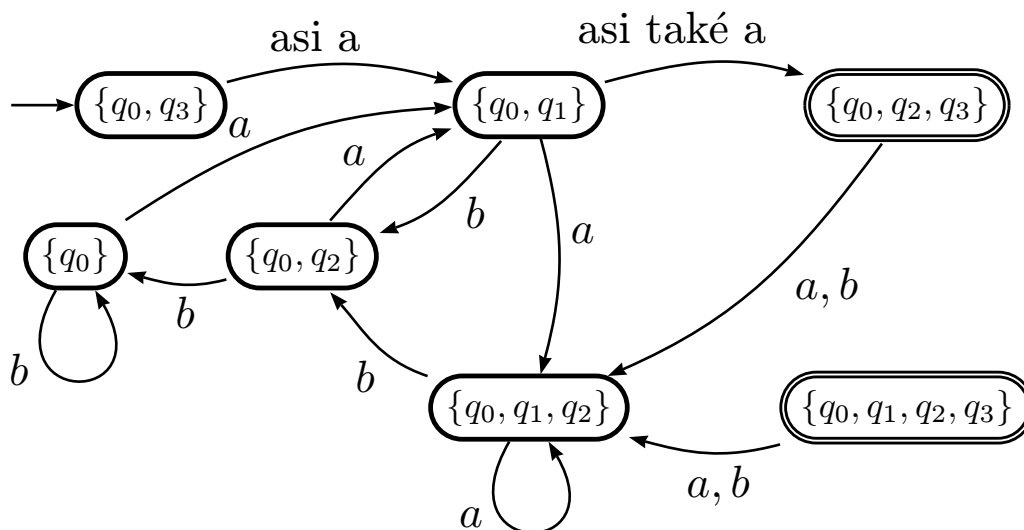 asi a
asi také a
{q₀, q₃}
{q₀, q₁}
{q₀, q₂, q₃}
a
a
b
a
{q₀}
{q₀, q₂}
a, b
b
b
b
{q₀, q₁, q₂}
{q₀, q₁, q₂, q₃}
a, b
a